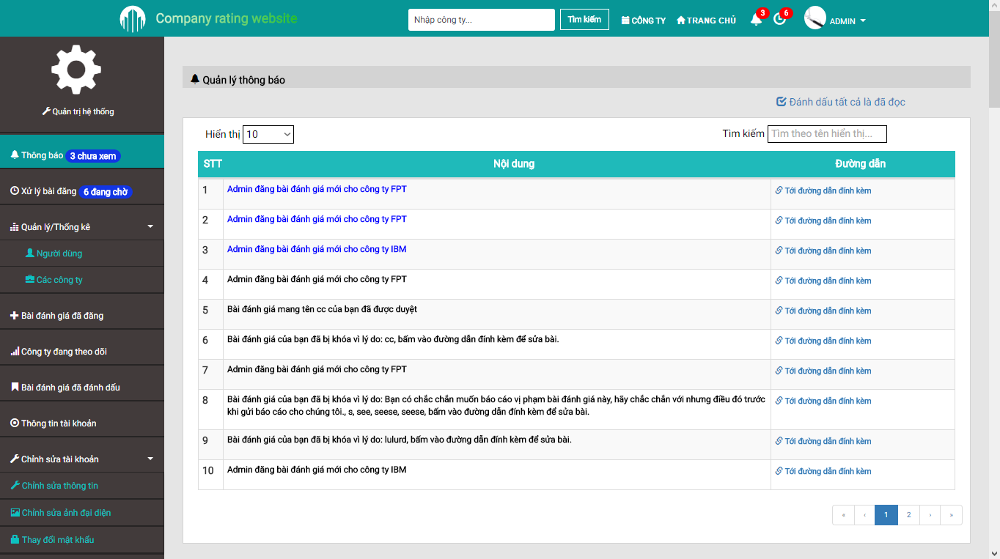 Company rating website
Nhập công ty...
Tìm kiếm
CÔNG TY
TRANG CHỦ
3
6
ADMIN
Quản trị hệ thống
Thông báo 3 chưa xem
Xử lý bài đăng 6 đang chờ
Quản lý/Thống kê
Người dùng
Các công ty
Bài đánh giá đã đăng
Công ty đang theo dõi
Bài đánh giá đã đánh dấu
Thông tin tài khoản
Chỉnh sửa tài khoản
Chỉnh sửa thông tin
Chỉnh sửa ảnh đại diện
Thay đổi mật khẩu
Quản lý thông báo
Đánh dấu tất cả là đã đọc
Hiển thị 10
Tìm kiếm Tìm theo tên hiển thị...
STT Nội dung Đường dẫn
1 Admin đăng bài đánh giá mới cho công ty FPT Tới đường dẫn đính kèm
2 Admin đăng bài đánh giá mới cho công ty FPT Tới đường dẫn đính kèm
3 Admin đăng bài đánh giá mới cho công ty IBM Tới đường dẫn đính kèm
4 Admin đăng bài đánh giá mới cho công ty FPT Tới đường dẫn đính kèm
5 Bài đánh giá mang tên cc của bạn đã được duyệt Tới đường dẫn đính kèm
6 Bài đánh giá của bạn đã bị khóa vì lý do: cc, bấm vào đường dẫn đính kèm để sửa bài. Tới đường dẫn đính kèm
7 Admin đăng bài đánh giá mới cho công ty FPT Tới đường dẫn đính kèm
8 Bài đánh giá của bạn đã bị khóa vì lý do: Bạn có chắc chắn muốn báo cáo vị phạm bài đánh giá này, hãy chắc chắn với nhưng điều đó trước Tới đường dẫn đính kèm
khi gửi báo cáo cho chúng tôi., s, see, seese, seese, bấm vào đường dẫn đính kèm để sửa bài.
9 Bài đánh giá của bạn đã bị khóa vì lý do: lulurd, bấm vào đường dẫn đính kèm để sửa bài. Tới đường dẫn đính kèm
10 Admin đăng bài đánh giá mới cho công ty IBM Tới đường dẫn đính kèm
« ‹ 1 2 › »